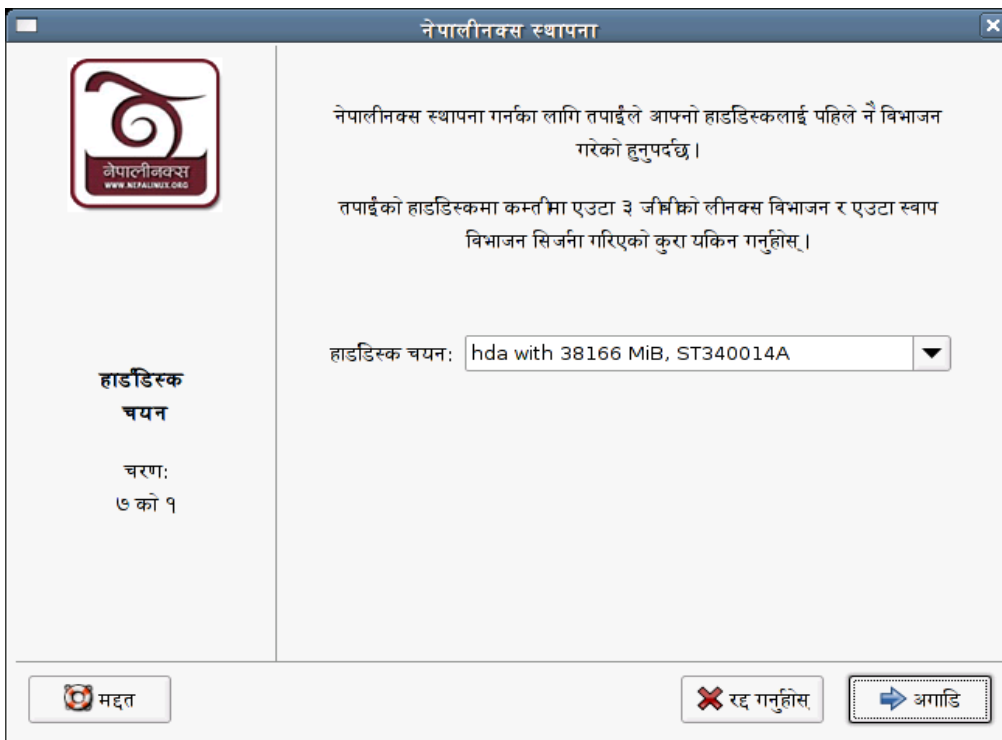 नेपालीनक्स स्थापना
नेपालीनक्स
WWW.NEPALINUX.ORG
हार्डडिस्क
चयन
चरण:
७ को १
नेपालीनक्स स्थापना गर्नका लागि तपाईंले आफ्नो हार्डडिस्कलाई पहिले नै विभाजन
गरेको हुनुपर्दछ।
तपाईंको हार्डडिस्कमा कम्तीमा एउटा ३ जीबीको लीनक्स विभाजन र एउटा स्वाप
विभाजन सिर्जना गरिएको कुरा यकिन गर्नुहोस्।
हार्डडिस्क चयन: hda with 38166 MiB, ST340014A
मद्दत
रद्द गर्नुहोस्
अगाडि